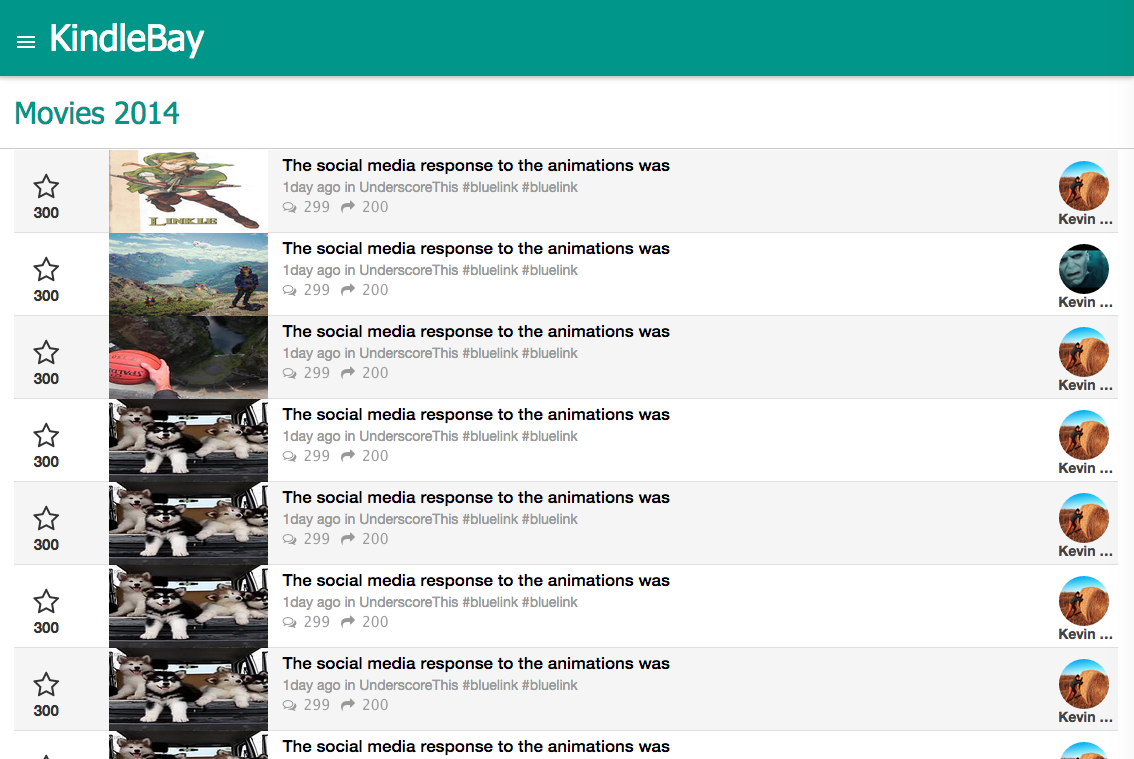 KindleBay
Movies 2014
The social media response to the animations was
1day ago in UnderscoreThis #bluelink #bluelink
299 200
300
LINKLE
Kevin ...
The social media response to the animations was
1day ago in UnderscoreThis #bluelink #bluelink
299 200
300
Kevin ...
The social media response to the animations was
1day ago in UnderscoreThis #bluelink #bluelink
299 200
300
SPALDING
Kevin ...
The social media response to the animations was
1day ago in UnderscoreThis #bluelink #bluelink
299 200
300
Kevin ...
The social media response to the animations was
1day ago in UnderscoreThis #bluelink #bluelink
299 200
300
Kevin ...
The social media response to the animations was
1day ago in UnderscoreThis #bluelink #bluelink
299 200
300
Kevin ...
The social media response to the animations was
1day ago in UnderscoreThis #bluelink #bluelink
299 200
300
Kevin ...
The social media response to the animations was